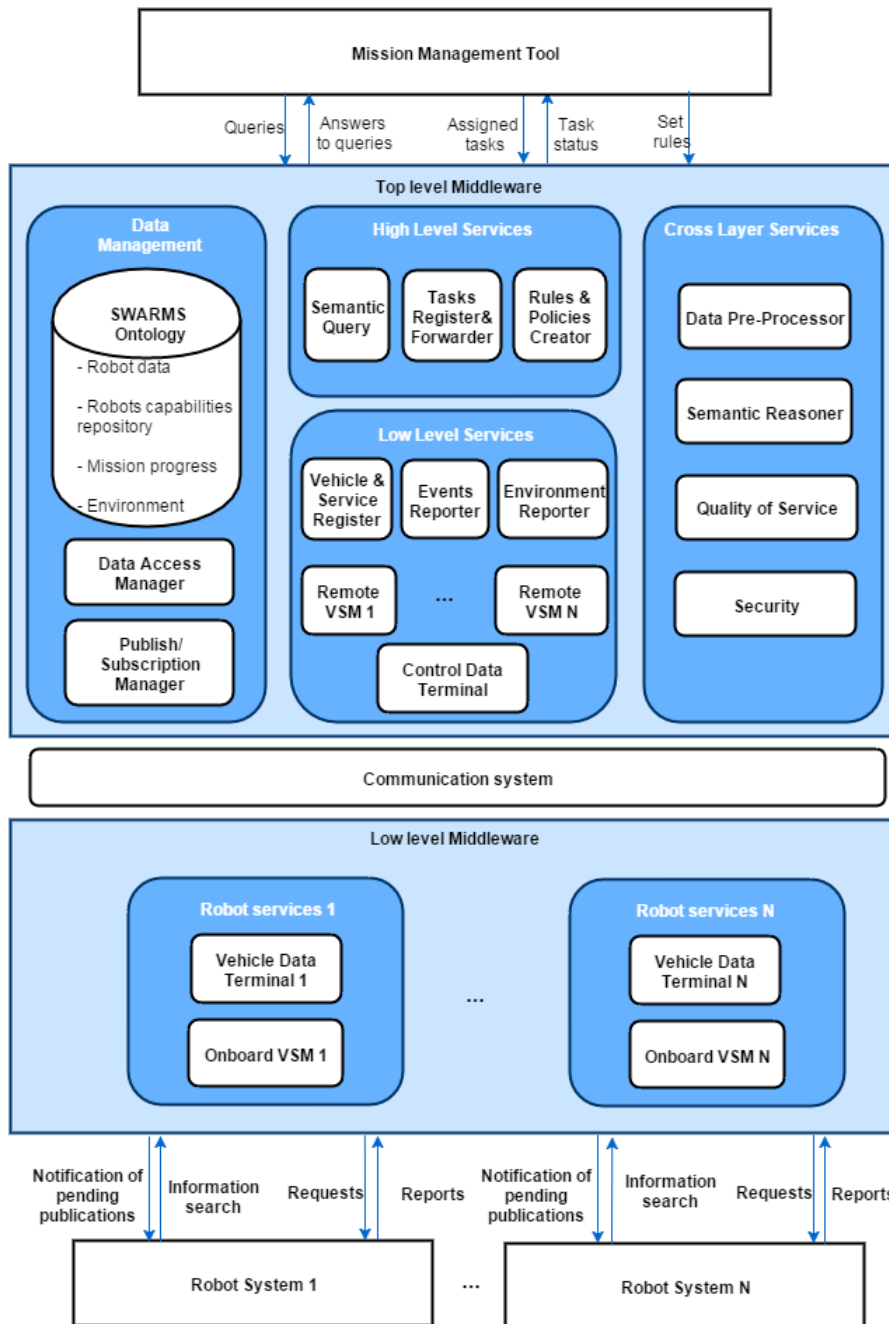 Mission Management Tool
Queries
Answers
to queries
Assigned
tasks
Task
status
Set
rules
Top level Middleware
Data
Management
SWARMS
Ontology
- Robot data
- Robots capabilities
repository
- Mission progress
- Environment
Data Access
Manager
Publish/
Subscription
Manager
High Level Services
Semantic
Query
Tasks
Register&
Forwarder
Rules &
Policies
Creator
Low Level Services
Vehicle &
Service
Register
Events
Reporter
Environment
Reporter
Remote
VSM 1
...
Remote
VSM N
Control Data
Terminal
Cross Layer Services
Data Pre-Processor
Semantic Reasoner
Quality of Service
Security
Communication system
Low level Middleware
Robot services 1
Vehicle Data
Terminal 1
Onboard VSM 1
...
Robot services N
Vehicle Data
Terminal N
Onboard VSM N
Notification of
pending
publications
Information
search
Requests
Reports
Notification of
pending
publications
Information
search
Requests
Reports
Robot System 1
...
Robot System N